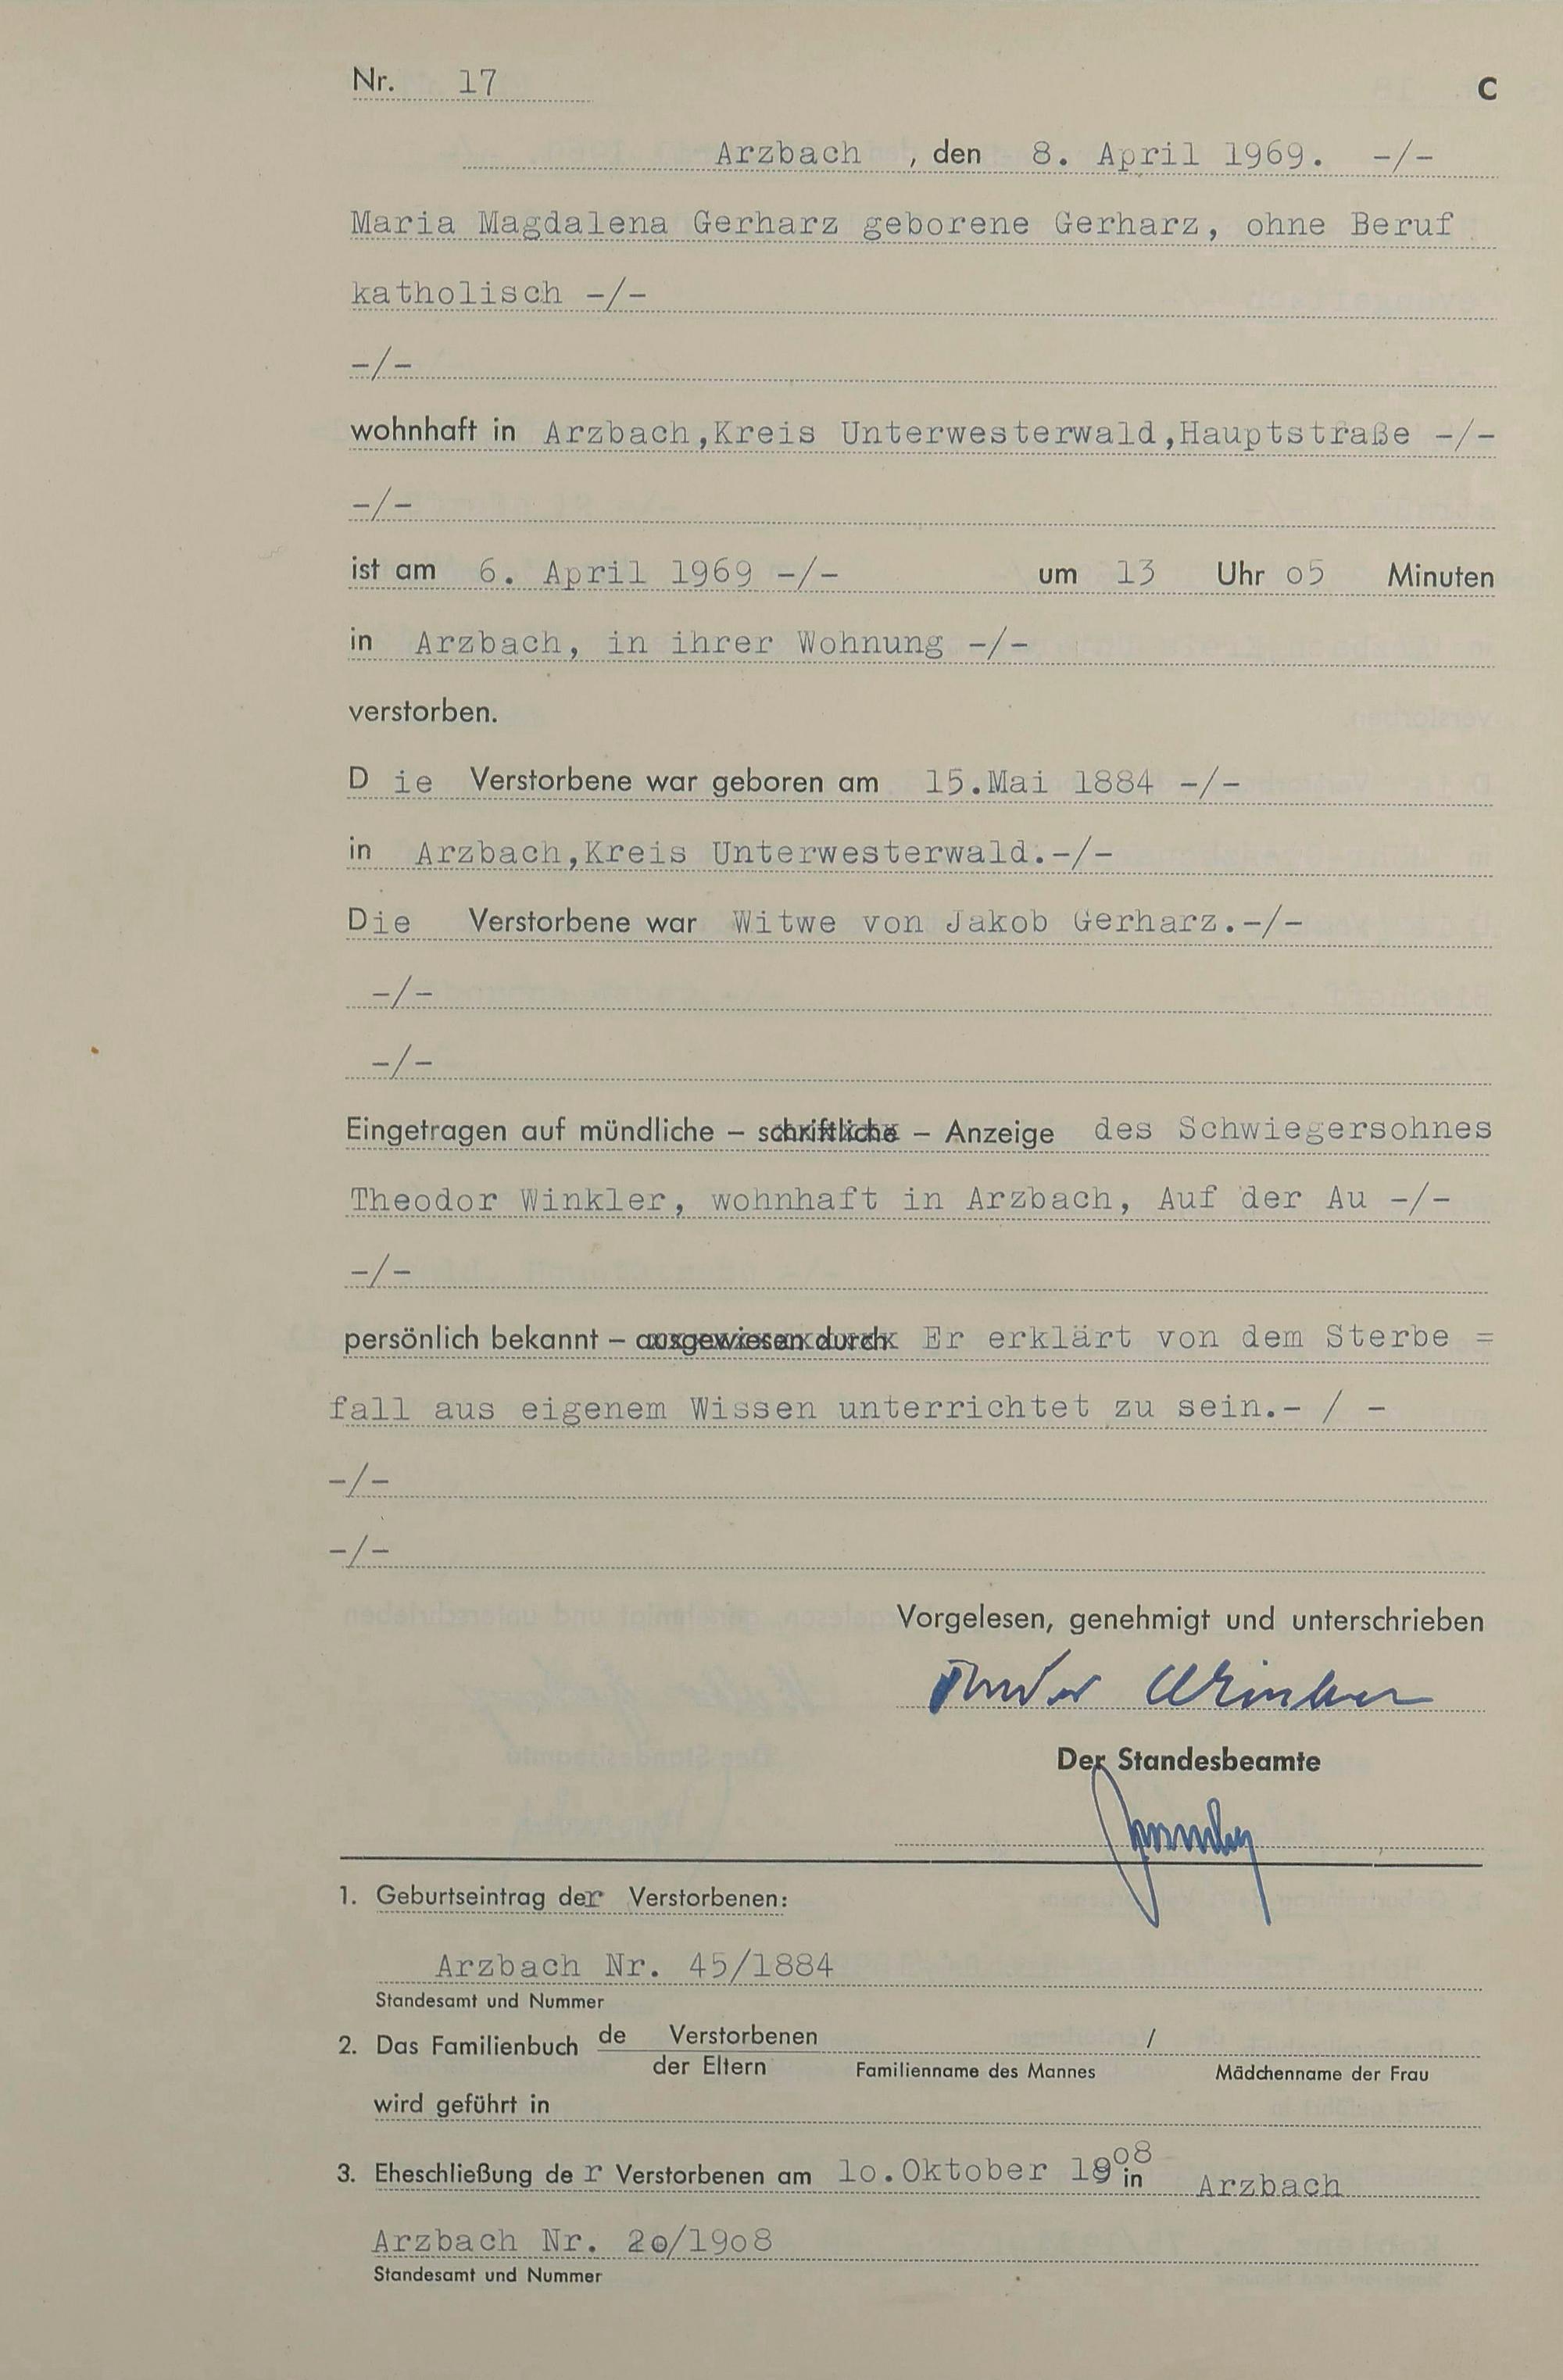 Nr. 17
C
Arzbach , den 8. April 1969. -/-
Maria Magdalena Gerharz geborene Gerharz, ohne Beruf
katholisch -/-
-/-
wohnhaft in Arzbach,Kreis Unterwesterwald,Hauptstraße -/-
-/-
ist am 6. April 1969 -/- um 13 Uhr o5 Minuten
in Arzbach, in ihrer Wohnung -/-
verstorben.
D ie Verstorbene war geboren am 15.Mai 1884 -/-
in Arzbach,Kreis Unterwesterwald.-/-
Die Verstorbene war Witwe von Jakob Gerharz.-/-
-/-
-/-
Eingetragen auf mündliche – schriftliche – Anzeige des Schwiegersohnes
Theodor Winkler, wohnhaft in Arzbach, Auf der Au -/-
-/-
persönlich bekannt – ausgewiesen durch Er erklärt von dem Sterbe =
fall aus eigenem Wissen unterrichtet zu sein.- / -
-/-
-/-
Vorgelesen, genehmigt und unterschrieben
Theodor Winkler
Der Standesbeamte
1. Geburtseintrag der Verstorbenen:
Arzbach Nr. 45/1884
Standesamt und Nummer
2. Das Familienbuch de Verstorbenen /
der Eltern Familienname des Mannes Mädchenname der Frau
wird geführt in
3. Eheschließung de r Verstorbenen am 1o.Oktober 1908 in Arzbach
Arzbach Nr. 2o/19o8
Standesamt und Nummer